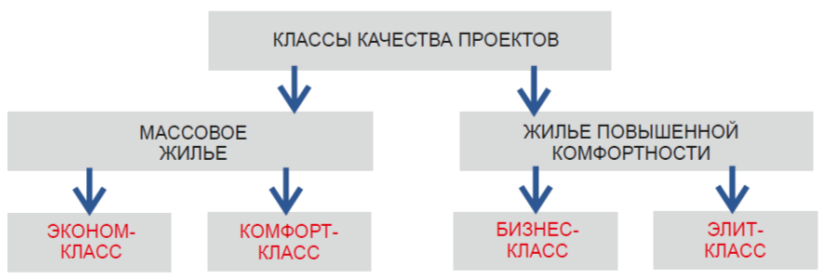 КЛАССЫ КАЧЕСТВА ПРОЕКТОВ
МАССОВОЕ
ЖИЛЬЕ
ЖИЛЬЕ ПОВЫШЕННОЙ
КОМФОРТНОСТИ
ЭКОНОМ-
КЛАСС
КОМФОРТ-
КЛАСС
БИЗНЕС-
КЛАСС
ЭЛИТ-
КЛАСС